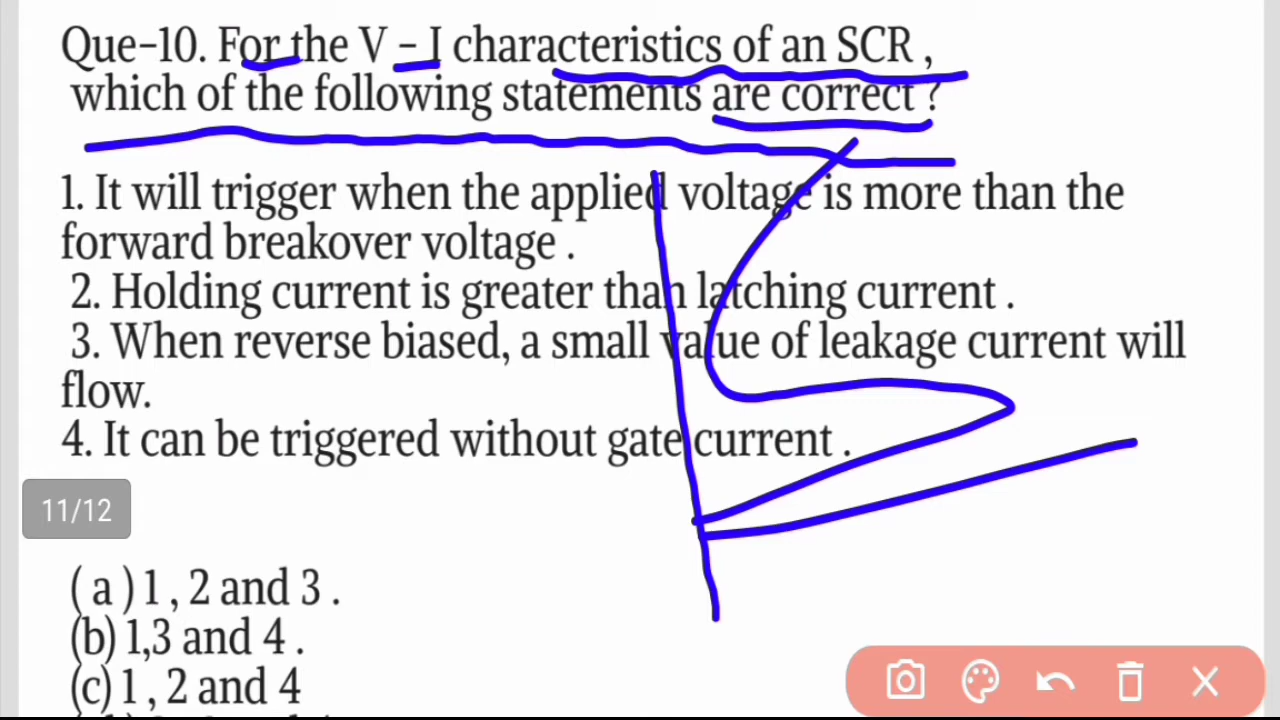 Que-10. For the V - I characteristics of an SCR ,
which of the following statements are correct ?
1. It will trigger when the applied voltage is more than the
forward breakover voltage .
2. Holding current is greater than latching current .
3. When reverse biased, a small value of leakage current will
flow.
4. It can be triggered without gate current .
11/12
( a ) 1 , 2 and 3 .
(b) 1,3 and 4 .
(c) 1 , 2 and 4